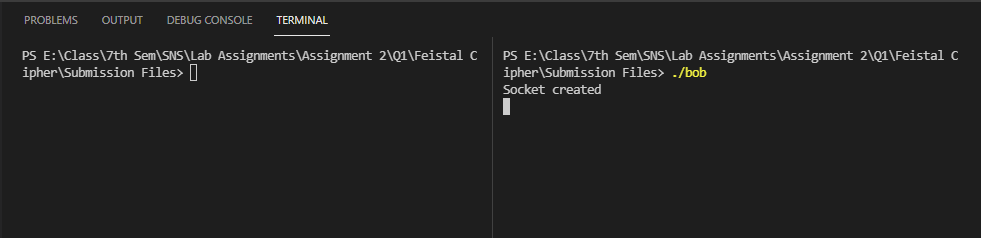 PROBLEMS OUTPUT DEBUG CONSOLE TERMINAL
PS E:\Class\7th Sem\SNS\Lab Assignments\Assignment 2\Q1\Feistal C
ipher\Submission Files>
PS E:\Class\7th Sem\SNS\Lab Assignments\Assignment 2\Q1\Feistal C
ipher\Submission Files> ./bob
Socket created